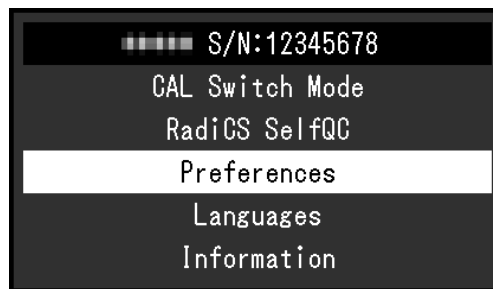 S/N:12345678
CAL Switch Mode
RadiCS SelfQC
Preferences
Languages
Information